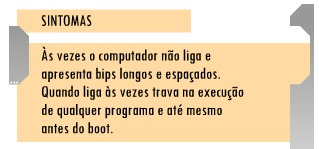 SINTOMAS
Às vezes o computador não liga e
apresenta bips longos e espaçados.
Quando liga às vezes trava na execução
de qualquer programa e até mesmo
antes do boot.